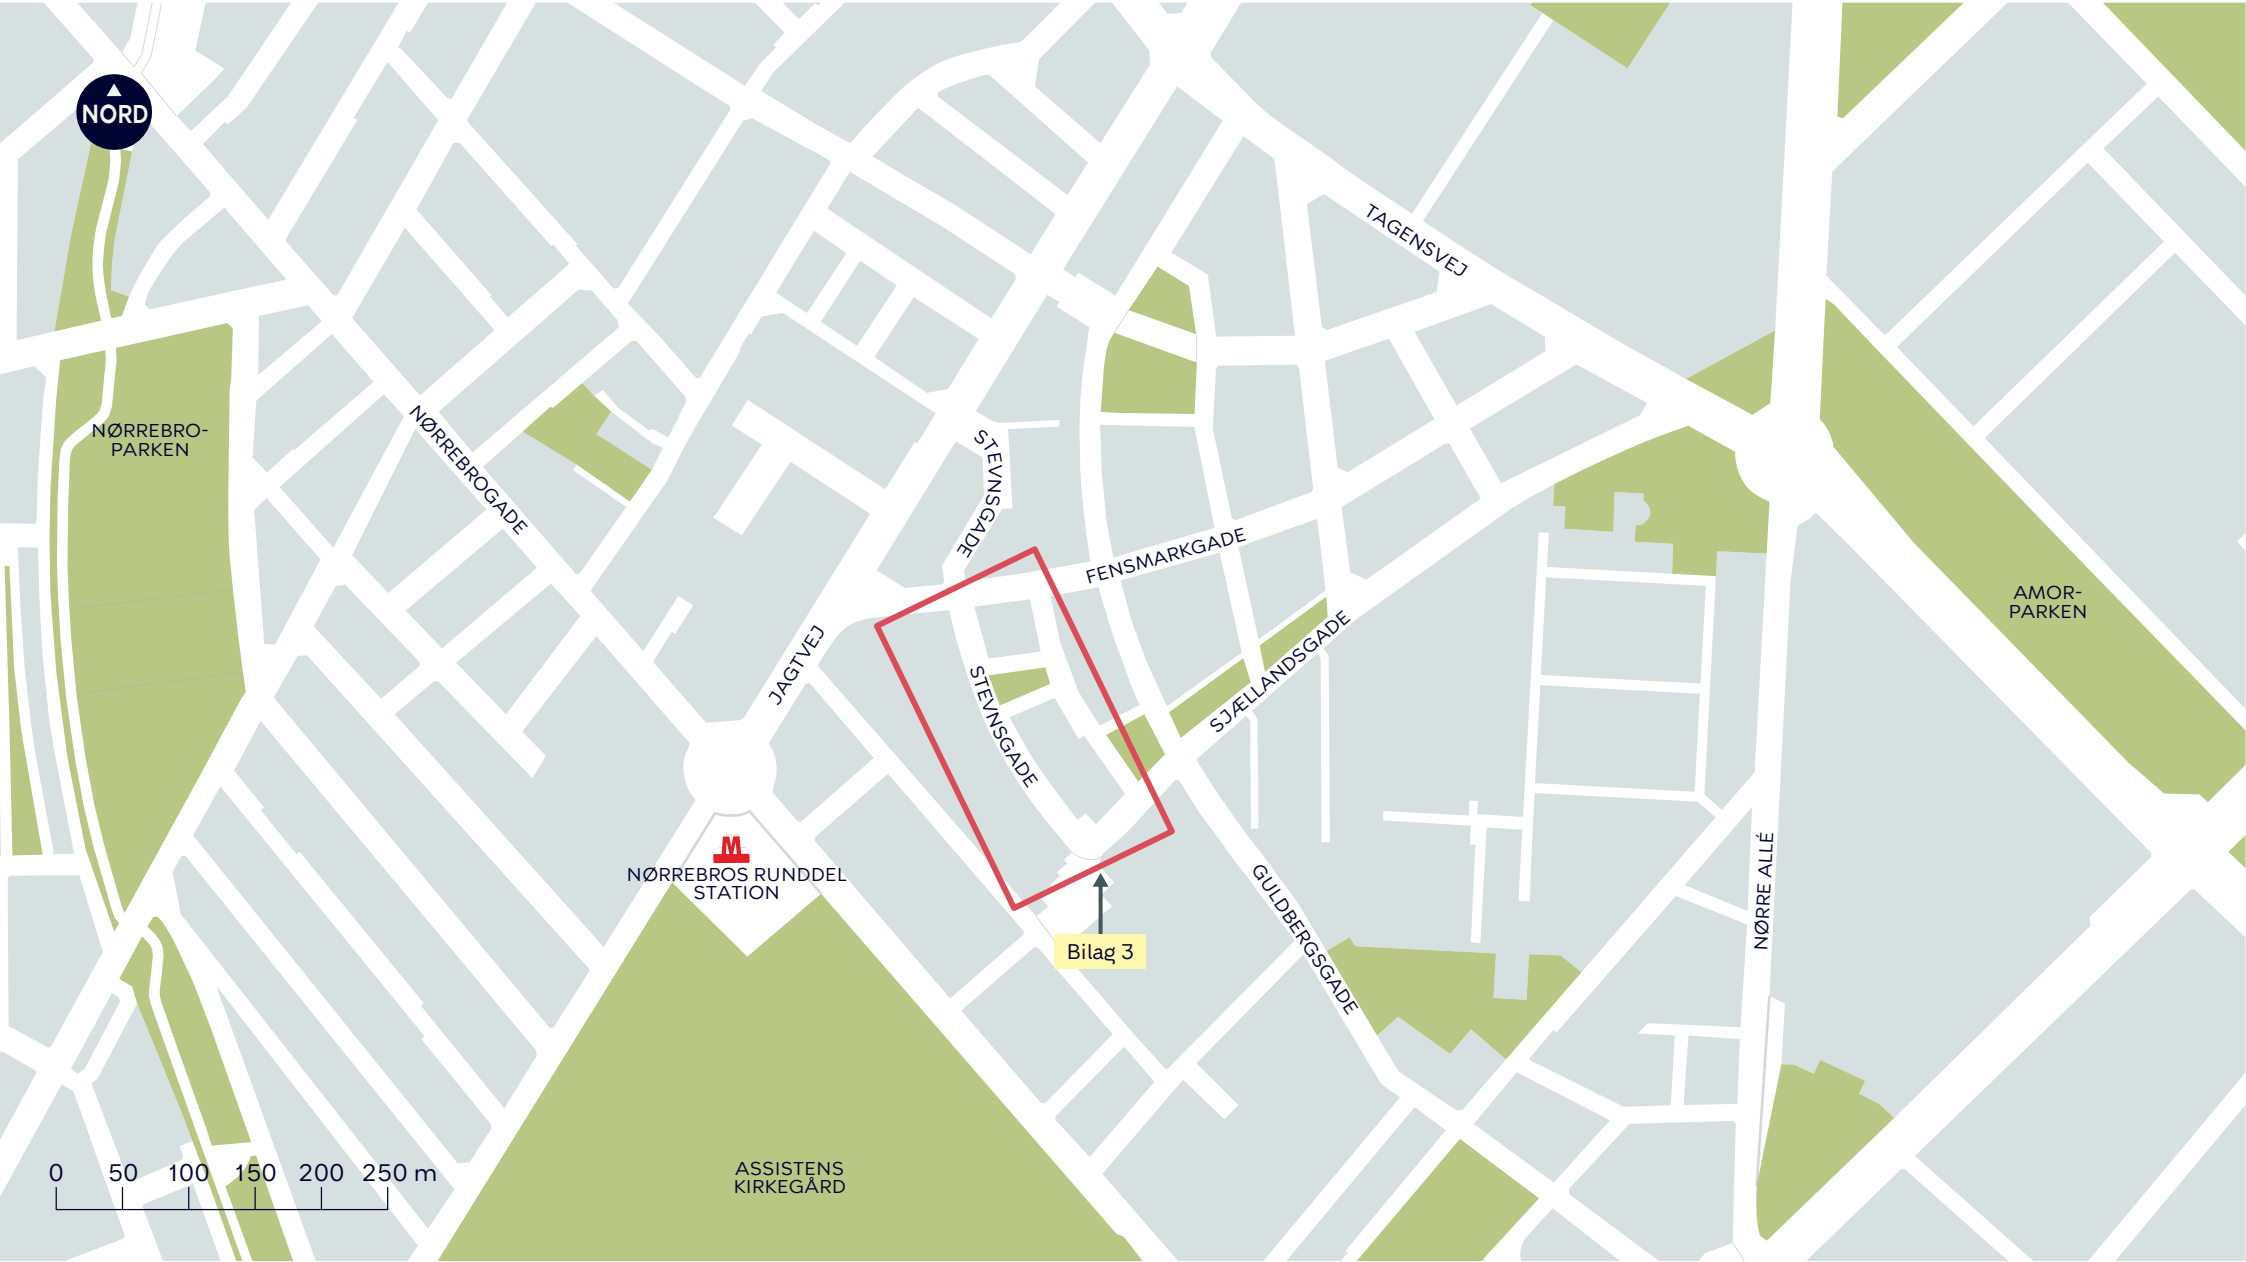 NORD
TAGENSVEJ
NØRREBRO-
PARKEN
NØRREBROGADE
STEVNSGADE
FENSMARKGADE
AMOR-
PARKEN
JAGTVEJ
SJÆLLANDSGADE
STEVNSGADE
M
NØRREBROS RUNDDEL
STATION
NØRRE ALLÉ
GULDBERGSGADE
Bilag 3
ASSISTENS
KIRKEGÅRD
0 50 100 150 200 250 m